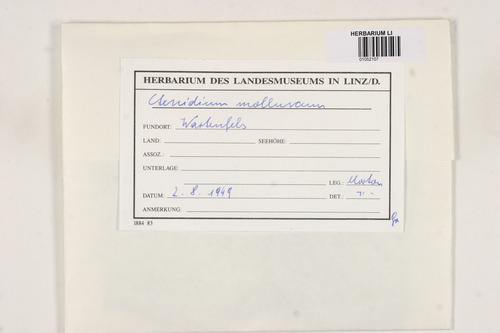 HERBARIUM LI
01052107
HERBARIUM DES LANDESMUSEUMS IN LINZ/D.
Ctenidium molluscum
FUNDORT: Wartenfels
LAND: SEEHÖHE:
ASSOZ.:
UNTERLAGE:
LEG.:
DATUM: 2. 8. 1949 DET.: -"-
ANMERKUNG:
1884 83